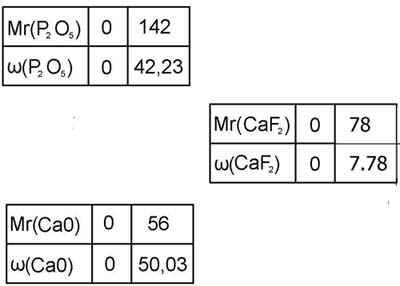 Mr(P₂O₅) 0 142
ω(P₂O₅) 0 42,23
Mr(CaF₂) 0 78
ω(CaF₂) 0 7.78
Mr(Ca0) 0 56
ω(Ca0) 0 50,03